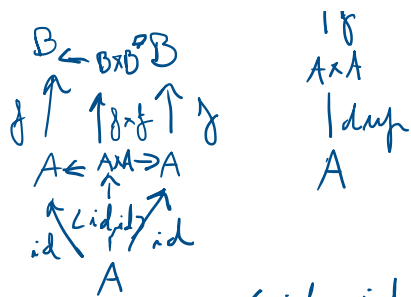 B ← B×B → B
f f×f f
A ← A×A → A
id <id,id> id
A
A×A
dup
A